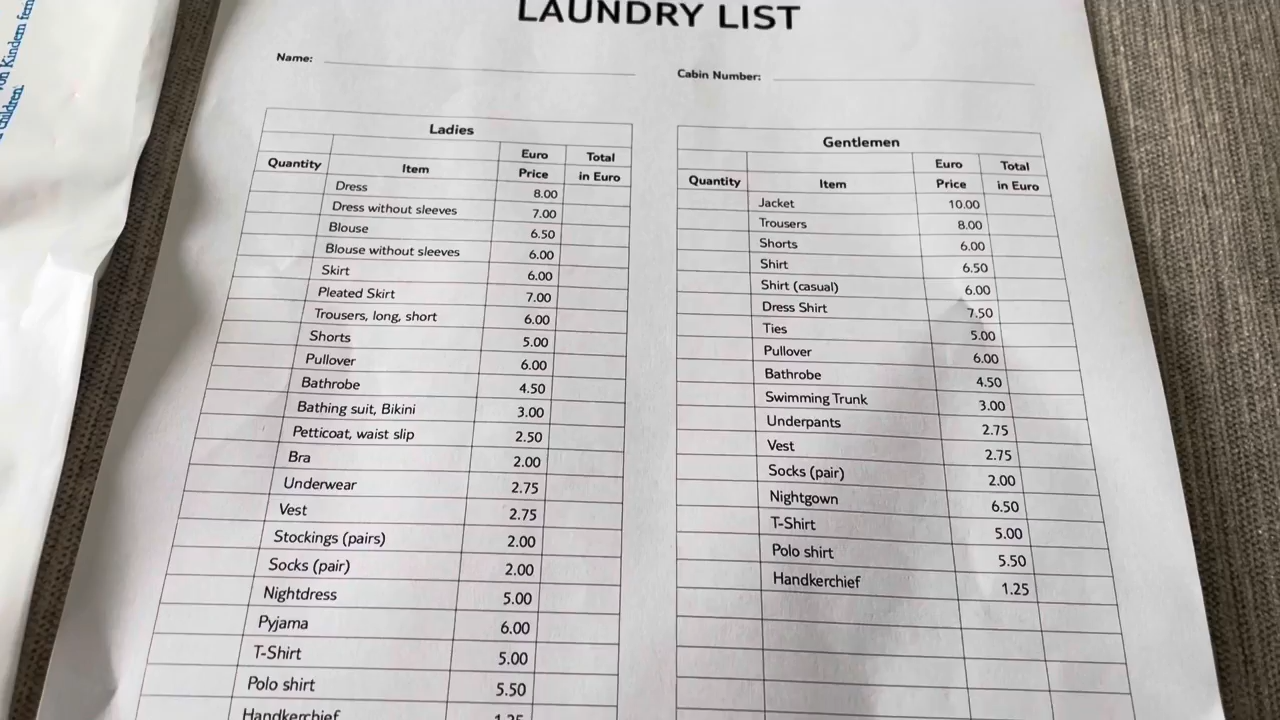 on Kindern fern
children.
LAUNDRY LIST
Name:
Cabin Number:
Ladies
Quantity Item Euro Price Total in Euro
Dress 8.00
Dress without sleeves 7.00
Blouse 6.50
Blouse without sleeves 6.00
Skirt 6.00
Pleated Skirt 7.00
Trousers, long, short 6.00
Shorts 5.00
Pullover 6.00
Bathrobe 4.50
Bathing suit, Bikini 3.00
Petticoat, waist slip 2.50
Bra 2.00
Underwear 2.75
Vest 2.75
Stockings (pairs) 2.00
Socks (pair) 2.00
Nightdress 5.00
Pyjama 6.00
T-Shirt 5.00
Polo shirt 5.50
Handkerchief 1.25
Gentlemen
Quantity Item Euro Price Total in Euro
Jacket 10.00
Trousers 8.00
Shorts 6.00
Shirt 6.50
Shirt (casual) 6.00
Dress Shirt 7.50
Ties 5.00
Pullover 6.00
Bathrobe 4.50
Swimming Trunk 3.00
Underpants 2.75
Vest 2.75
Socks (pair) 2.00
Nightgown 6.50
T-Shirt 5.00
Polo shirt 5.50
Handkerchief 1.25